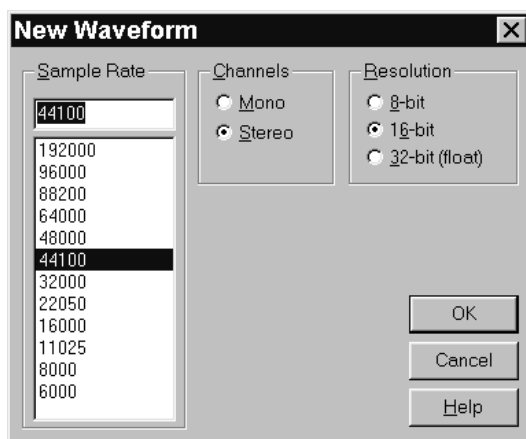 New Waveform
Sample Rate
44100
192000
96000
88200
64000
48000
44100
32000
22050
16000
11025
8000
6000
Channels
Mono
Stereo
Resolution
8-bit
16-bit
32-bit (float)
OK
Cancel
Help